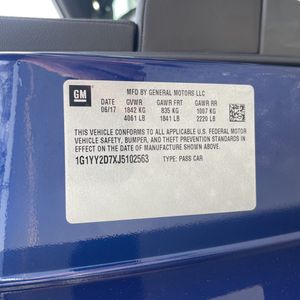 GM
MFD BY GENERAL MOTORS LLC
DATE GVWR GAWR FRT GAWR RR
06/17 1842 KG 835 KG 1007 KG
4061 LB 1841 LB 2220 LB
THIS VEHICLE CONFORMS TO ALL APPLICABLE U.S. FEDERAL MOTOR
VEHICLE SAFETY, BUMPER, AND THEFT PREVENTION STANDARDS
IN EFFECT ON THE DATE OF MANUFACTURE SHOWN ABOVE.
1G1YY2D7XJ5102563 TYPE: PASS CAR